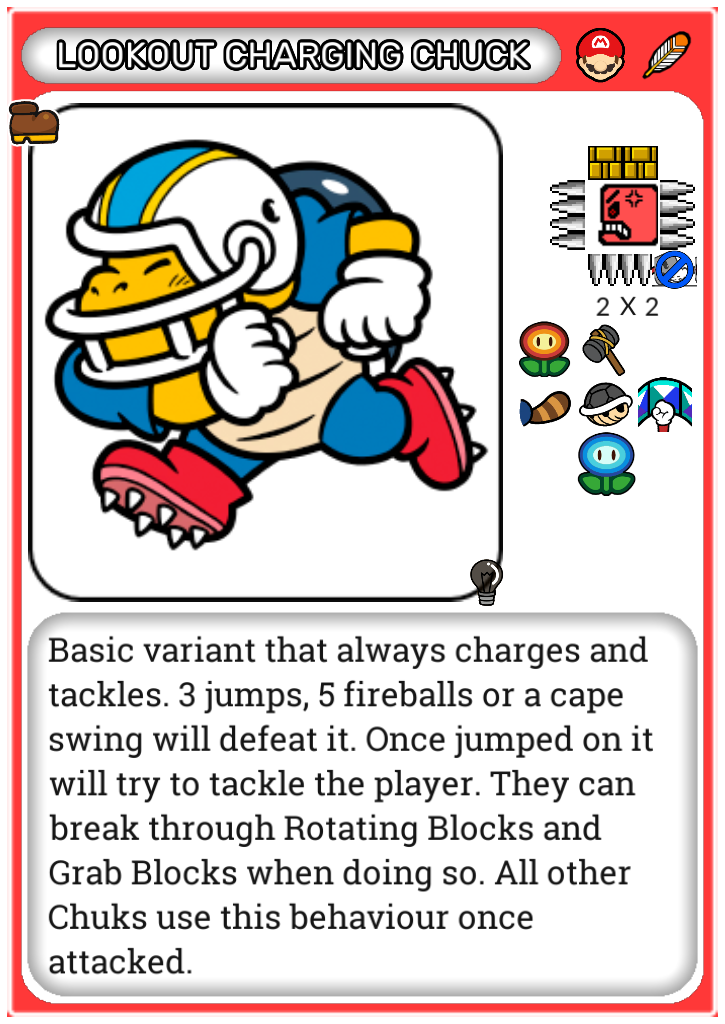 LOOKOUT CHARGING CHUCK
M
2 X 2
Basic variant that always charges and
tackles. 3 jumps, 5 fireballs or a cape
swing will defeat it. Once jumped on it
will try to tackle the player. They can
break through Rotating Blocks and
Grab Blocks when doing so. All other
Chuks use this behaviour once
attacked.